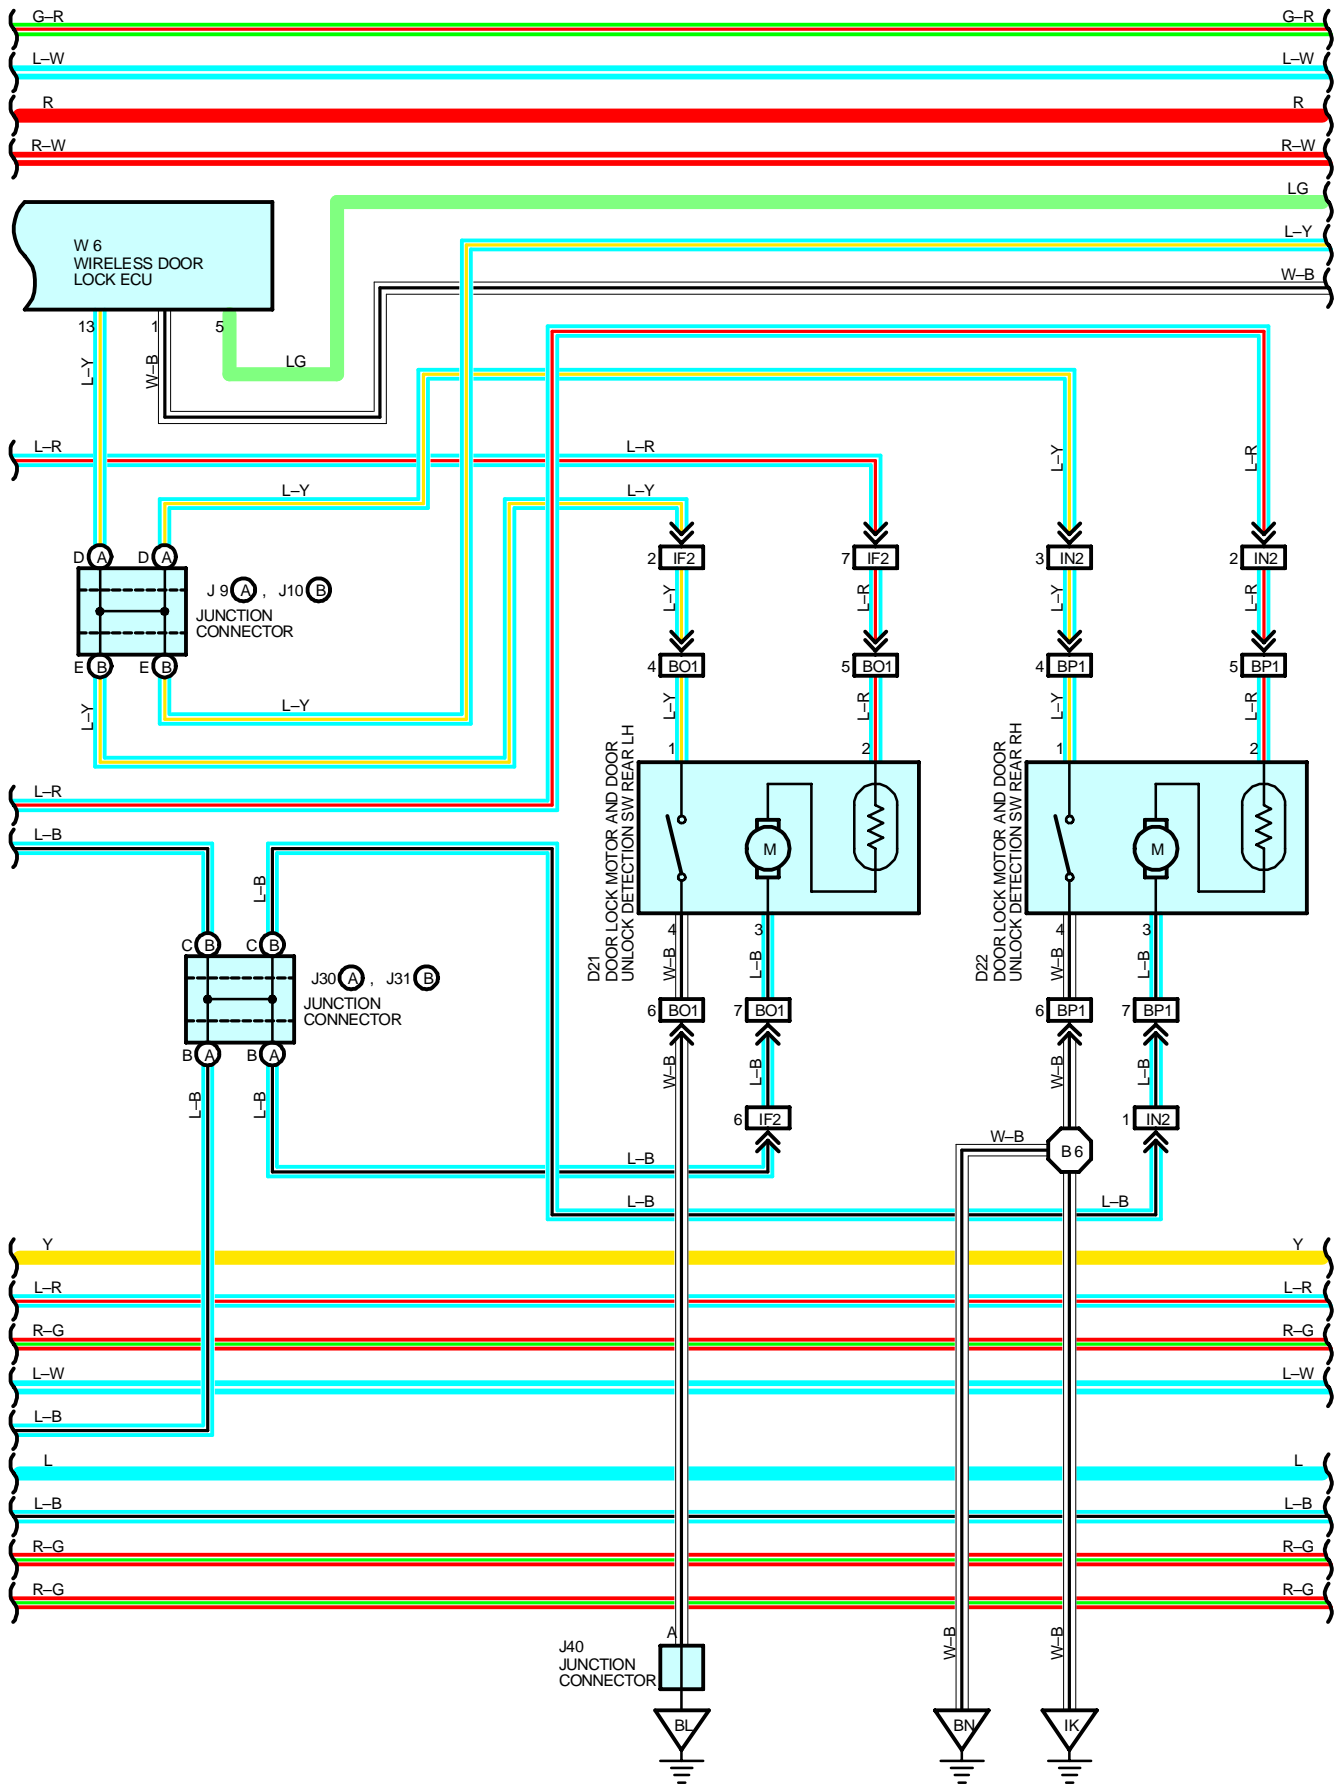 G–R G–R
L–W L–W
R R
R–W R–W
LG
L–Y
W–B
W 6
WIRELESS DOOR
LOCK ECU
13 1 5
L–Y
W–B
LG
L–R L–R
L–Y L–Y
L–Y L–R
D A D A
2 IF2 7 IF2 3 IN2 2 IN2
J 9 A , J10 B
JUNCTION
CONNECTOR
L–Y L–R L–Y L–R
E B E B
4 BO1 5 BO1 4 BP1 5 BP1
L–Y
L–Y
L–Y L–R L–Y L–R
1 2 1 2
D21
DOOR LOCK MOTOR AND DOOR
UNLOCK DETECTION SW REAR LH
M
D22
DOOR LOCK MOTOR AND DOOR
UNLOCK DETECTION SW REAR RH
M
L–R
L–B
L–B
4 3 4 3
W–B L–B W–B L–B
C B C B
J30 A , J31 B
JUNCTION
CONNECTOR
6 BO1 7 BO1 6 BP1 7 BP1
B A B A
W–B L–B W–B L–B
L–B L–B
6 IF2 1 IN2
W–B B 6
L–B
L–B L–B
Y Y
L–R L–R
R–G R–G
L–W L–W
L–B
L L
L–B L–B
R–G R–G
R–G R–G
A
J40
JUNCTION
CONNECTOR
W–B W–B
BL BN IK